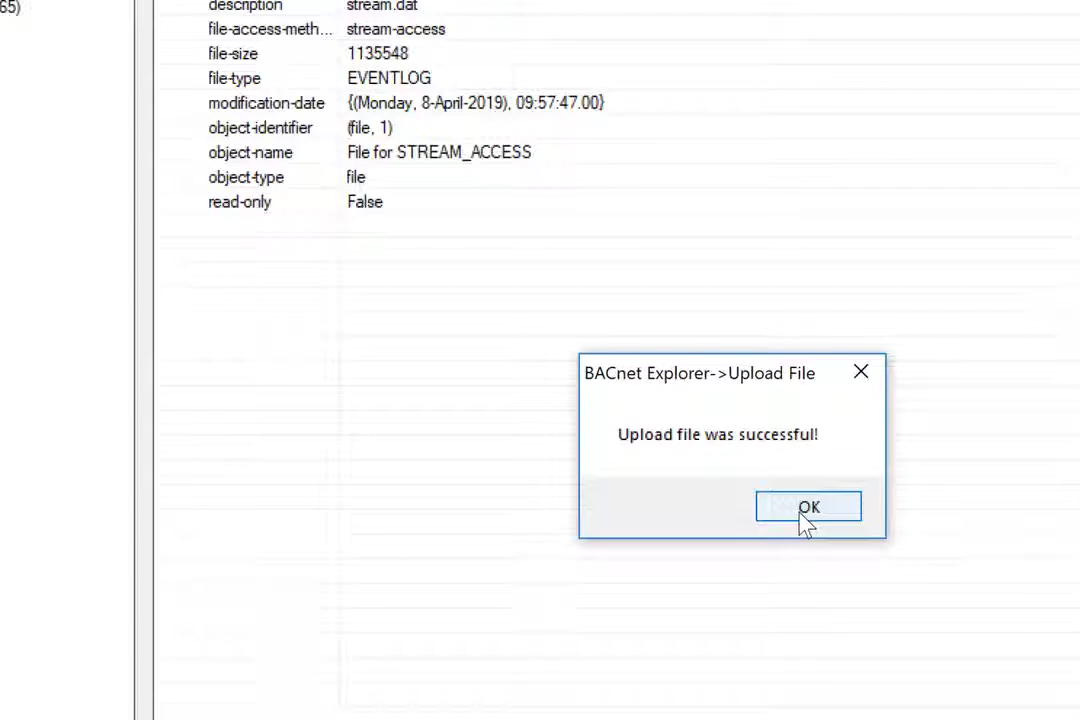 65)
description stream.dat
file-access-meth... stream-access
file-size 1135548
file-type EVENTLOG
modification-date {(Monday, 8-April-2019), 09:57:47.00}
object-identifier (file, 1)
object-name File for STREAM_ACCESS
object-type file
read-only False
BACnet Explorer->Upload File
Upload file was successful!
OK